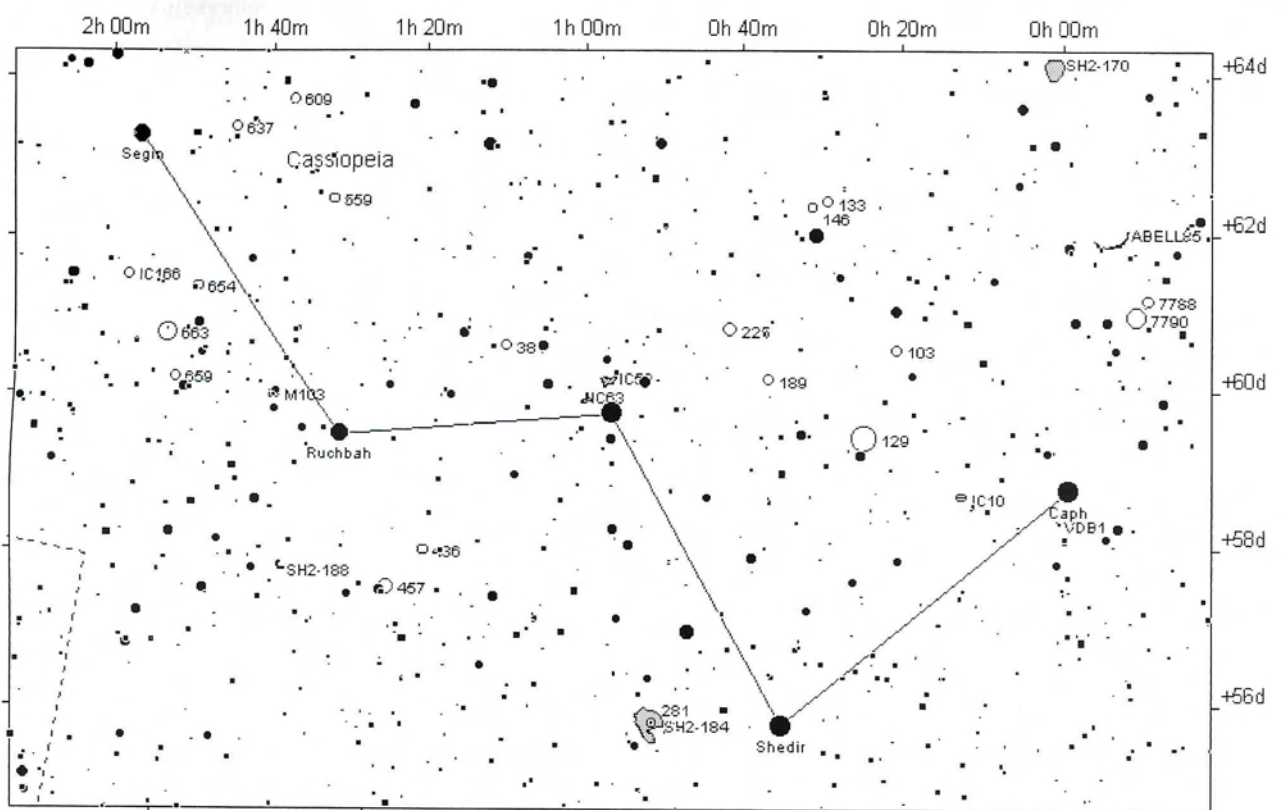 2h 00m 1h 40m 1h 20m 1h 00m 0h 40m 0h 20m 0h 00m
+64d
SH2-170
609
637
Segin
Cassiopeia
559
133
146
+62d
ABELL85
IC166
654
7788
7790
663
225
381
103
659
IC59
189
+60d
M103
NC63
Ruchbah
129
IC10
Caph
VDB1
436
+58d
SH2-188
457
281
SH2-184
+56d
Shedir